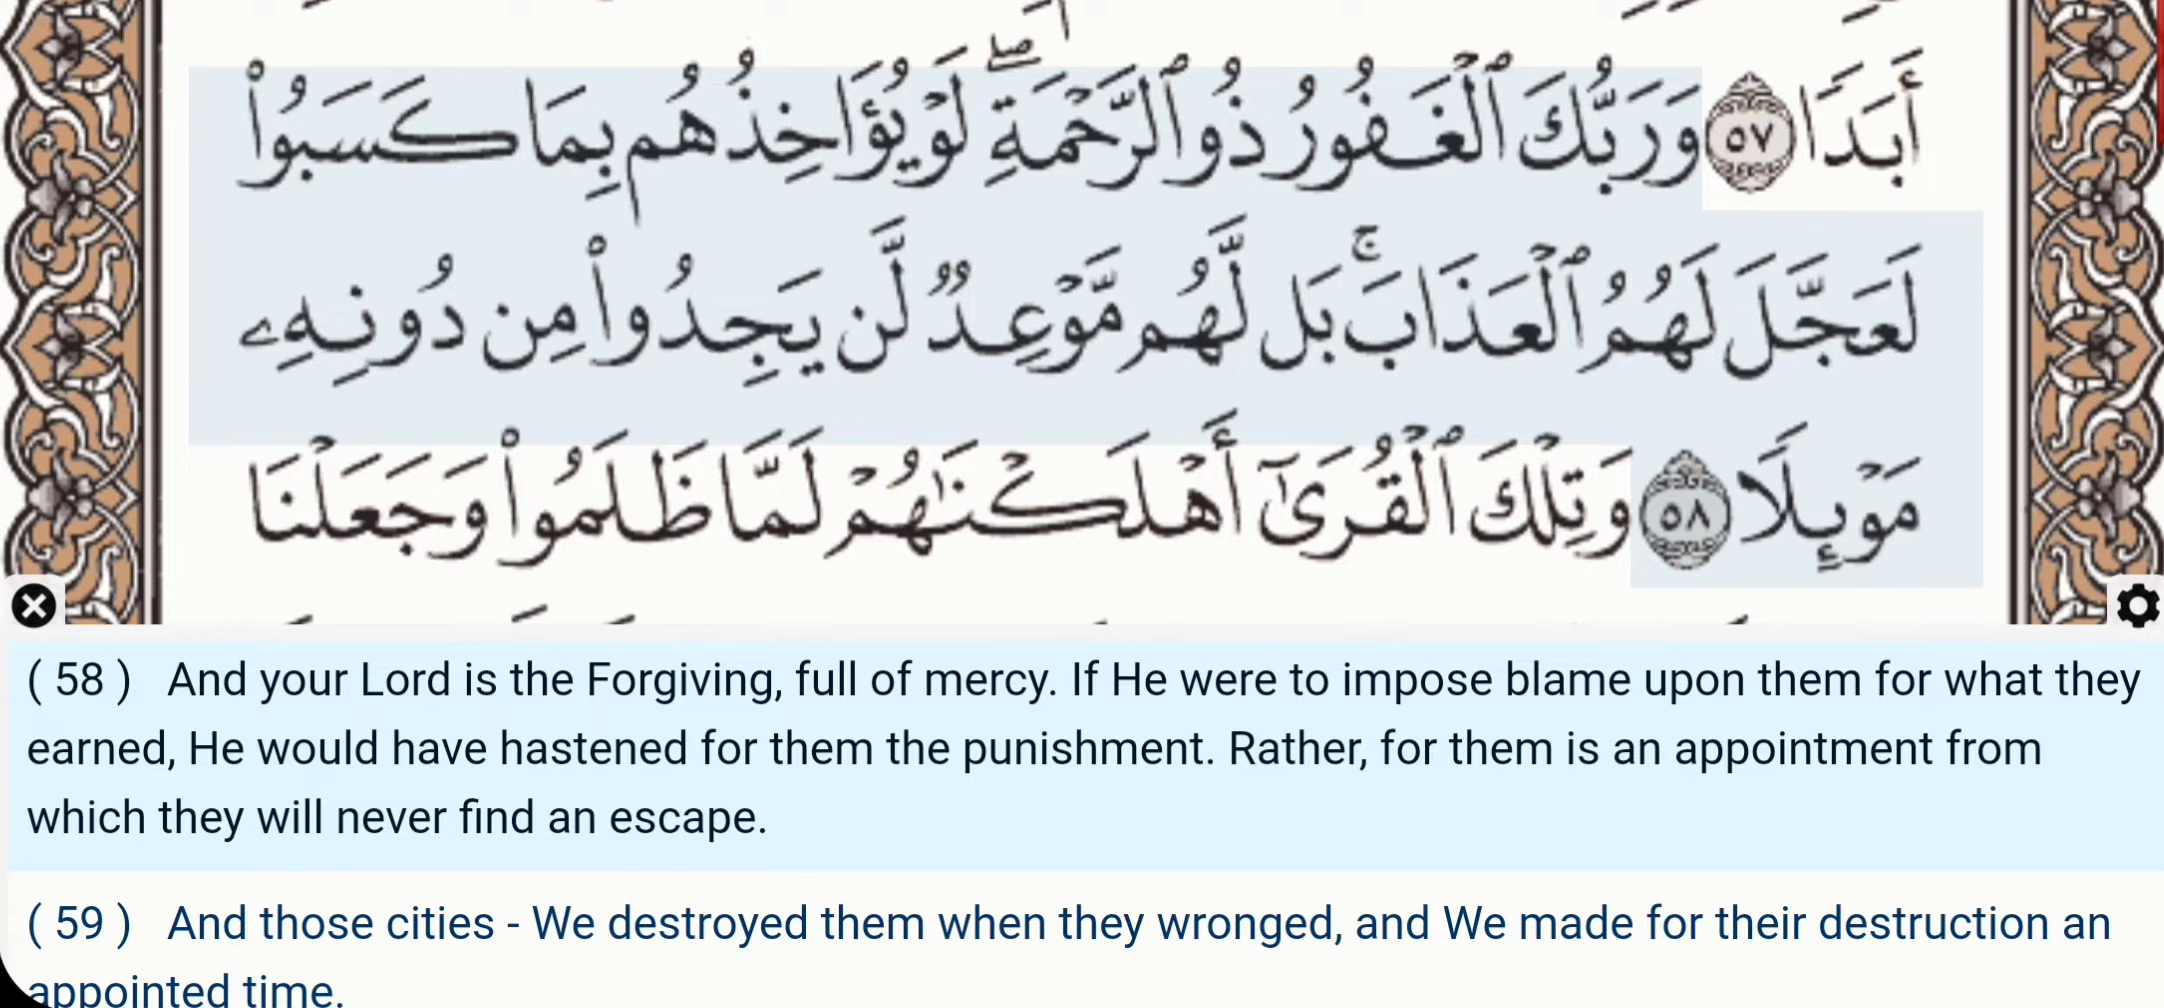 أَبَدًا ٥٧ وَرَبُّكَ ٱلْغَفُورُ ذُو ٱلرَّحْمَةِ ۖ لَوْ يُؤَاخِذُهُم بِمَا كَسَبُوا۟
لَعَجَّلَ لَهُمُ ٱلْعَذَابَ ۚ بَل لَّهُم مَّوْعِدٌ لَّن يَجِدُوا۟ مِن دُونِهِۦ
مَوْئِلًا ٥٨ وَتِلْكَ ٱلْقُرَىٰٓ أَهْلَكْنَـٰهُمْ لَمَّا ظَلَمُوا۟ وَجَعَلْنَا
( 58 ) And your Lord is the Forgiving, full of mercy. If He were to impose blame upon them for what they
earned, He would have hastened for them the punishment. Rather, for them is an appointment from
which they will never find an escape.
( 59 ) And those cities - We destroyed them when they wronged, and We made for their destruction an
appointed time.